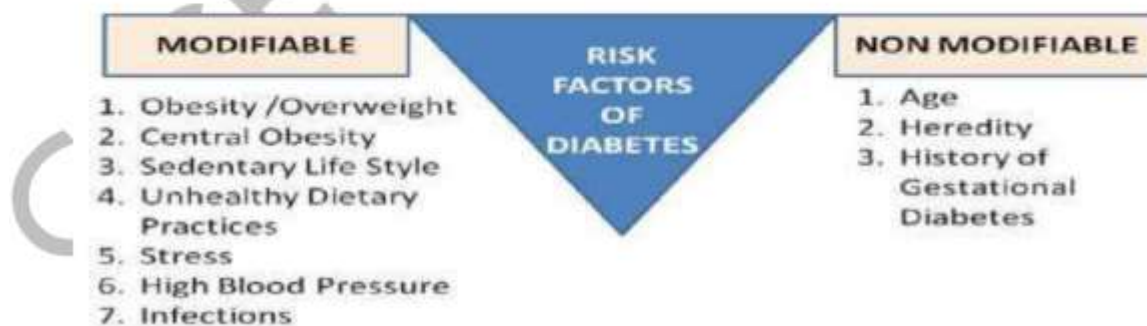 MODIFIABLE
1. Obesity /Overweight
2. Central Obesity
3. Sedentary Life Style
4. Unhealthy Dietary
Practices
5. Stress
6. High Blood Pressure
7. Infections
RISK
FACTORS
OF
DIABETES
NON MODIFIABLE
1. Age
2. Heredity
3. History of
Gestational
Diabetes